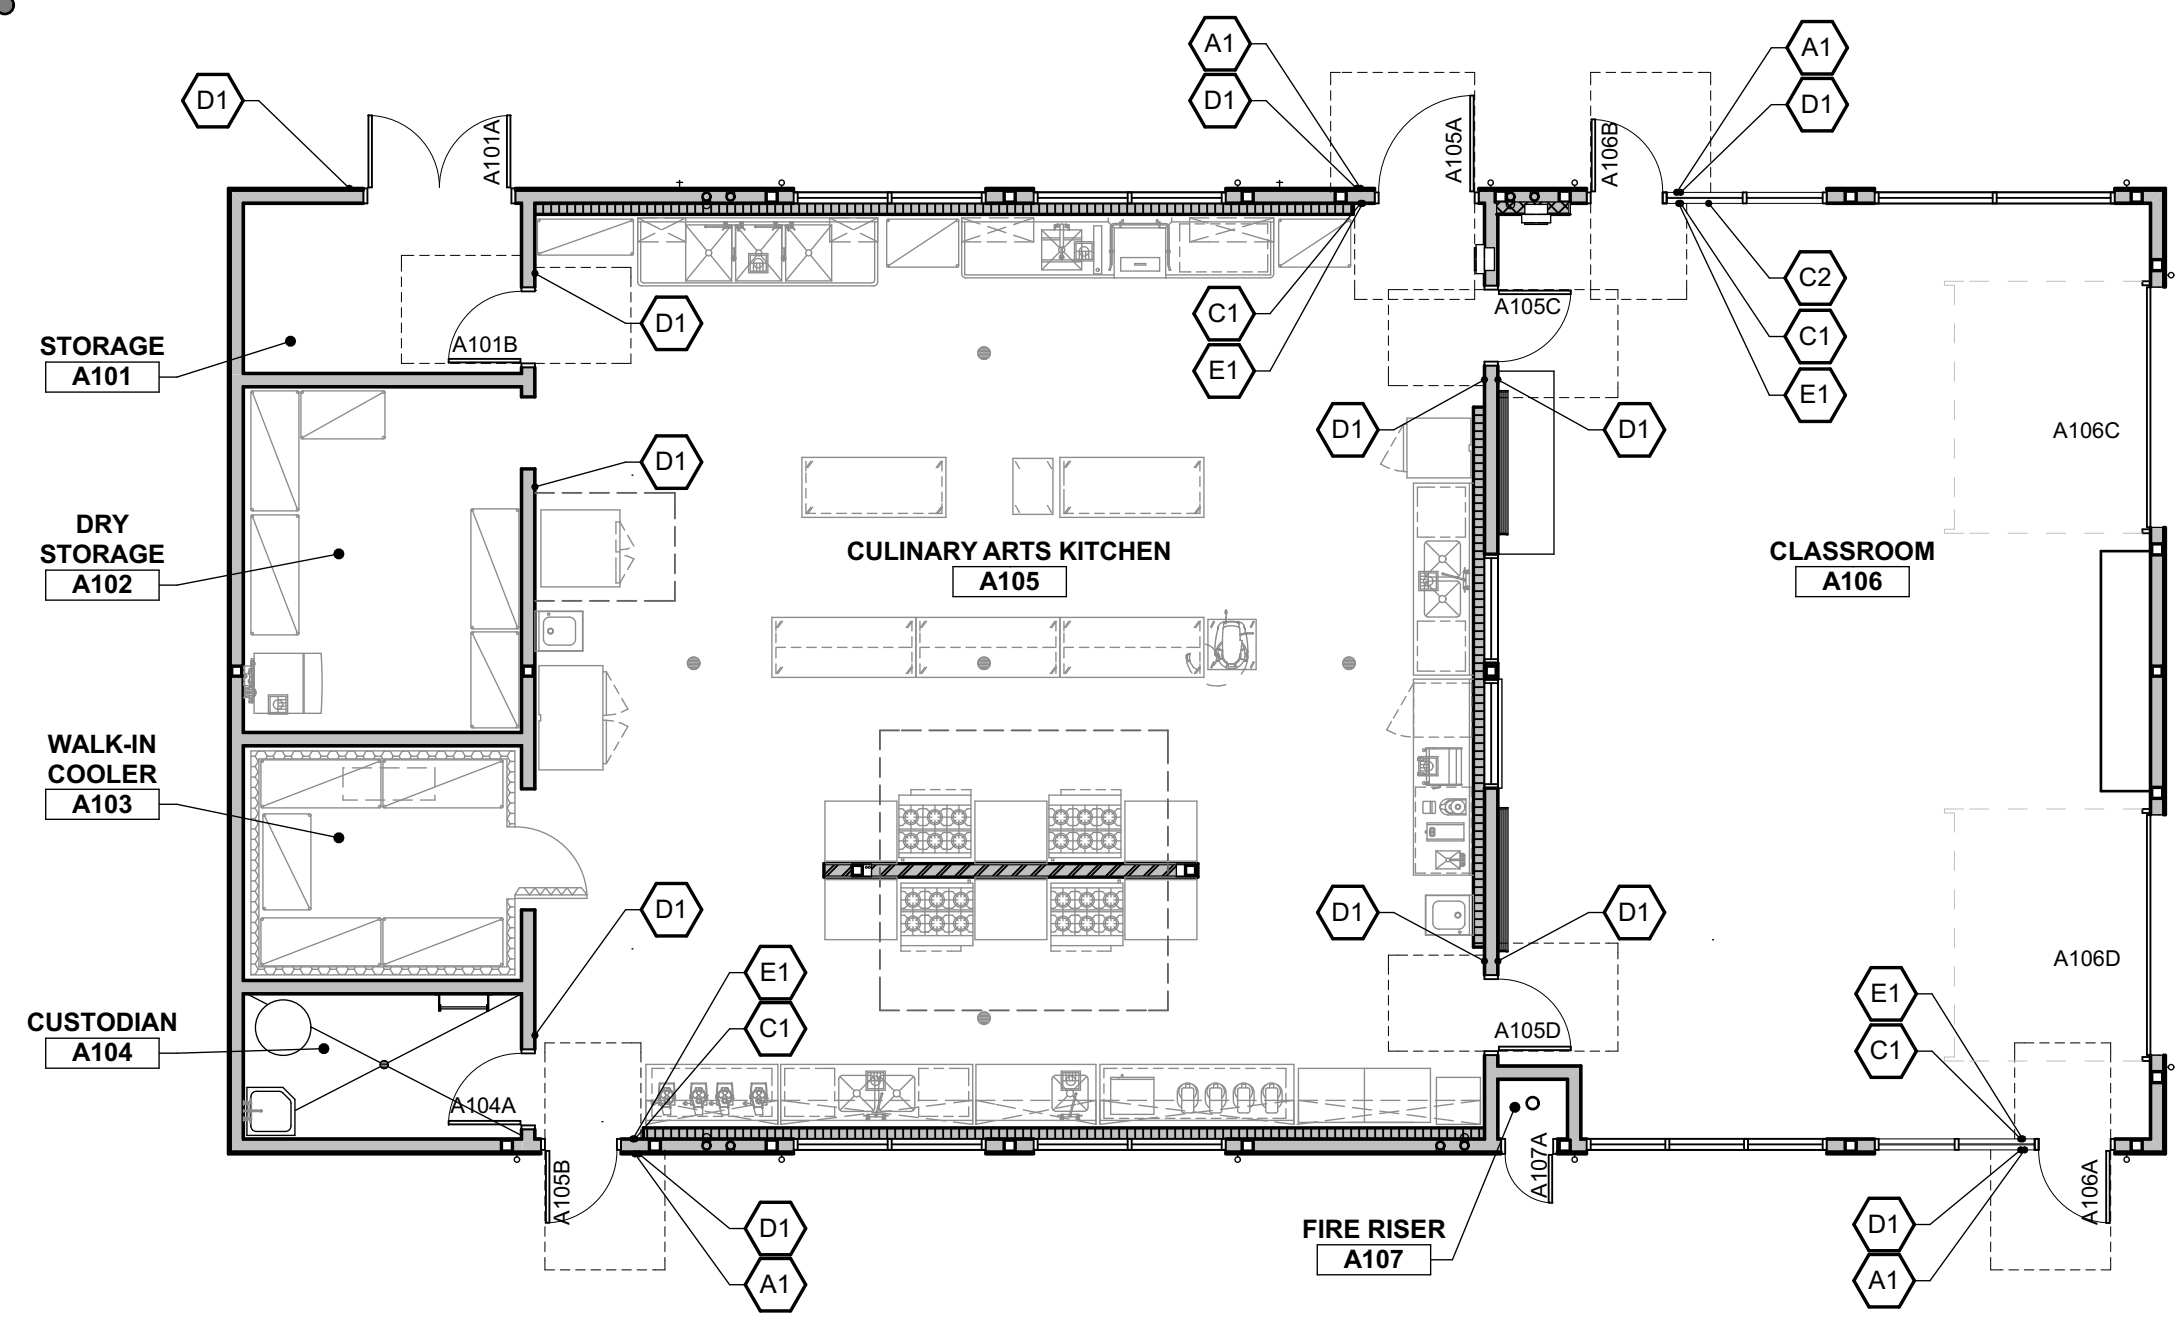 A1
A1
D1
D1
D1
A101A
A105A
A106B
C2
D1
C1
C1
A105C
A101B
STORAGE
A101
E1
E1
D1
D1
A106C
D1
DRY
STORAGE
A102
CULINARY ARTS KITCHEN
A105
CLASSROOM
A106
WALK-IN
COOLER
A103
D1
D1
D1
A106D
E1
E1
CUSTODIAN
A104
C1
A105D
C1
A104A
A105B
A107A
A106A
D1
FIRE RISER
A107
D1
A1
A1